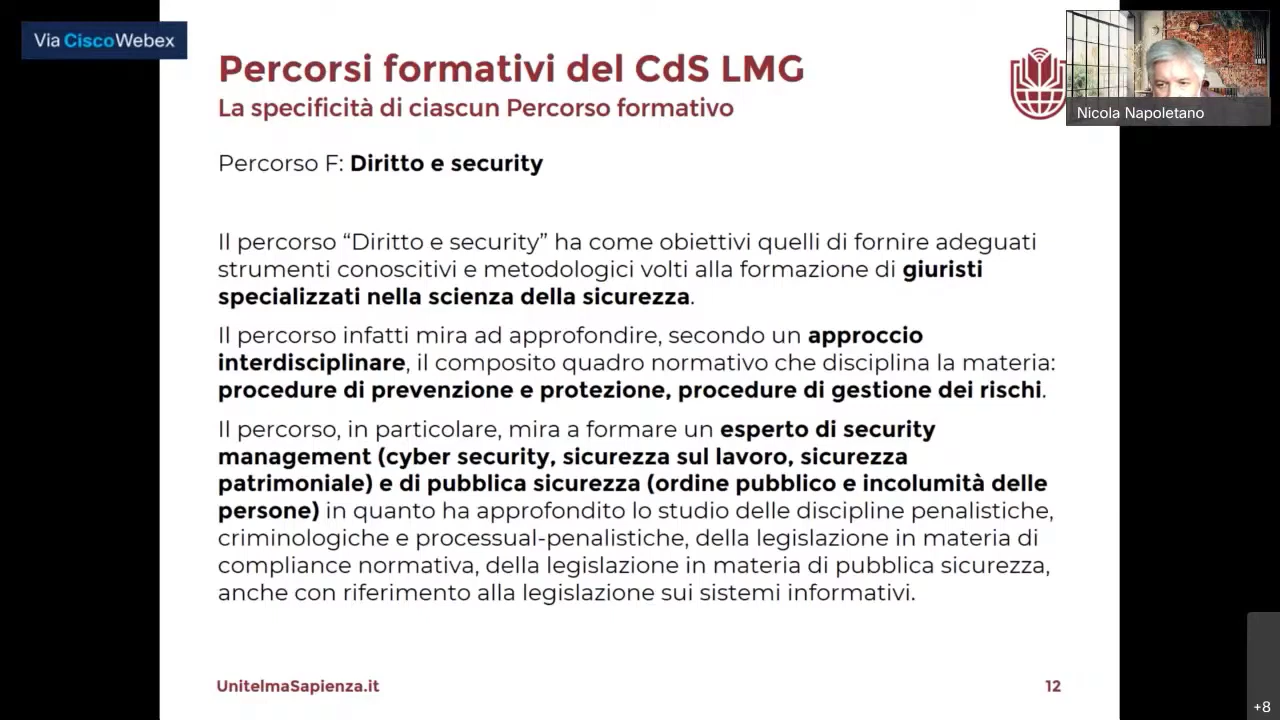 Via CiscoWebex
Percorsi formativi del CdS LMG
La specificità di ciascun Percorso formativo
Nicola Napoletano
Percorso F: Diritto e security
Il percorso “Diritto e security” ha come obiettivi quelli di fornire adeguati
strumenti conoscitivi e metodologici volti alla formazione di giuristi
specializzati nella scienza della sicurezza.
Il percorso infatti mira ad approfondire, secondo un approccio
interdisciplinare, il composito quadro normativo che disciplina la materia:
procedure di prevenzione e protezione, procedure di gestione dei rischi.
Il percorso, in particolare, mira a formare un esperto di security
management (cyber security, sicurezza sul lavoro, sicurezza
patrimoniale) e di pubblica sicurezza (ordine pubblico e incolumità delle
persone) in quanto ha approfondito lo studio delle discipline penalistiche,
criminologiche e processual-penalistiche, della legislazione in materia di
compliance normativa, della legislazione in materia di pubblica sicurezza,
anche con riferimento alla legislazione sui sistemi informativi.
UnitelmaSapienza.it
12
+8